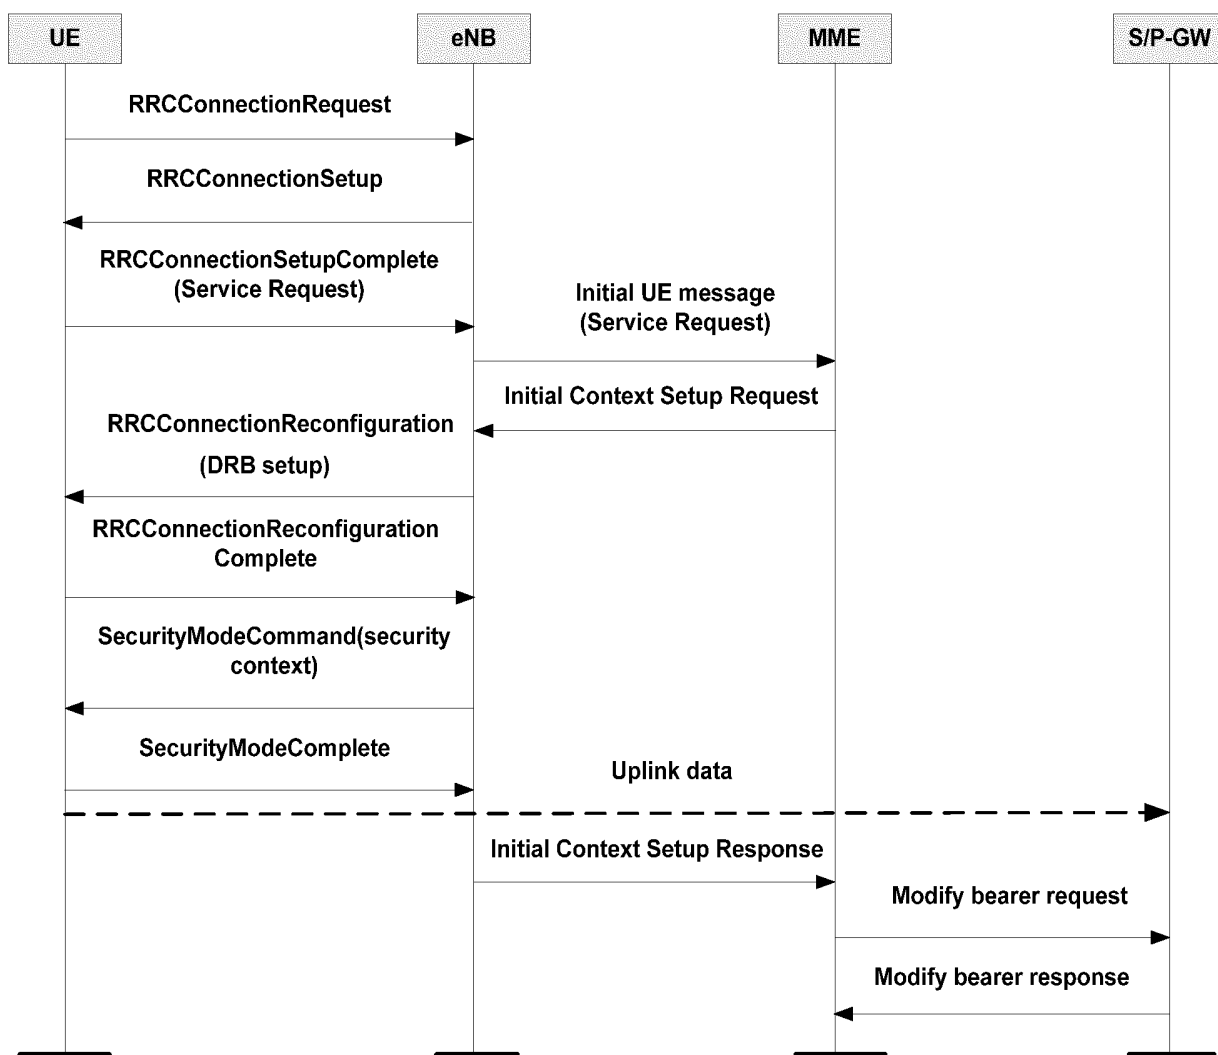 UE
eNB
MME
S/P-GW
RRCConnectionRequest
RRCConnectionSetup
RRCConnectionSetupComplete
(Service Request)
Initial UE message
(Service Request)
Initial Context Setup Request
RRCConnectionReconfiguration
(DRB setup)
RRCConnectionReconfiguration
Complete
SecurityModeCommand(security
context)
SecurityModeComplete
Uplink data
Initial Context Setup Response
Modify bearer request
Modify bearer response